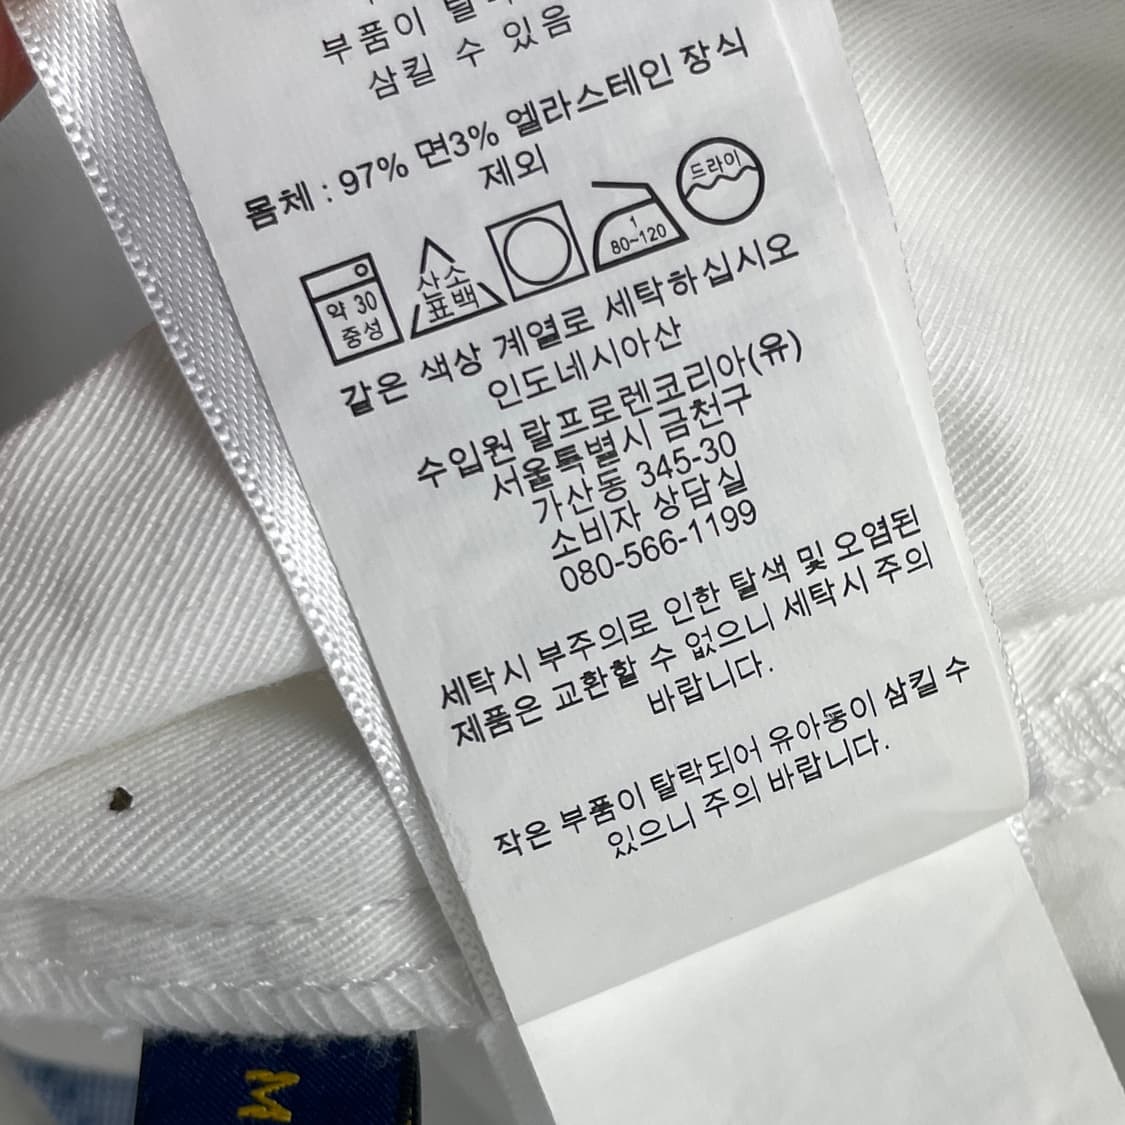 부품이
삼킬 수 있음
몸체 : 97% 면3% 엘라스테인 장식
제외
약 30
중성
산소
표백
1
80~120
드라이
같은 색상 계열로 세탁하십시오
인도네시아산
수입원 랄프로렌코리아(유)
서울특별시 금천구
가산동 345-30
소비자 상담실
080-566-1199
세탁시 부주의로 인한 탈색 및 오염된
제품은 교환할 수 없으니 세탁시 주의
바랍니다.
작은 부품이 탈락되어 유아동이 삼킬 수
있으니 주의 바랍니다.
M